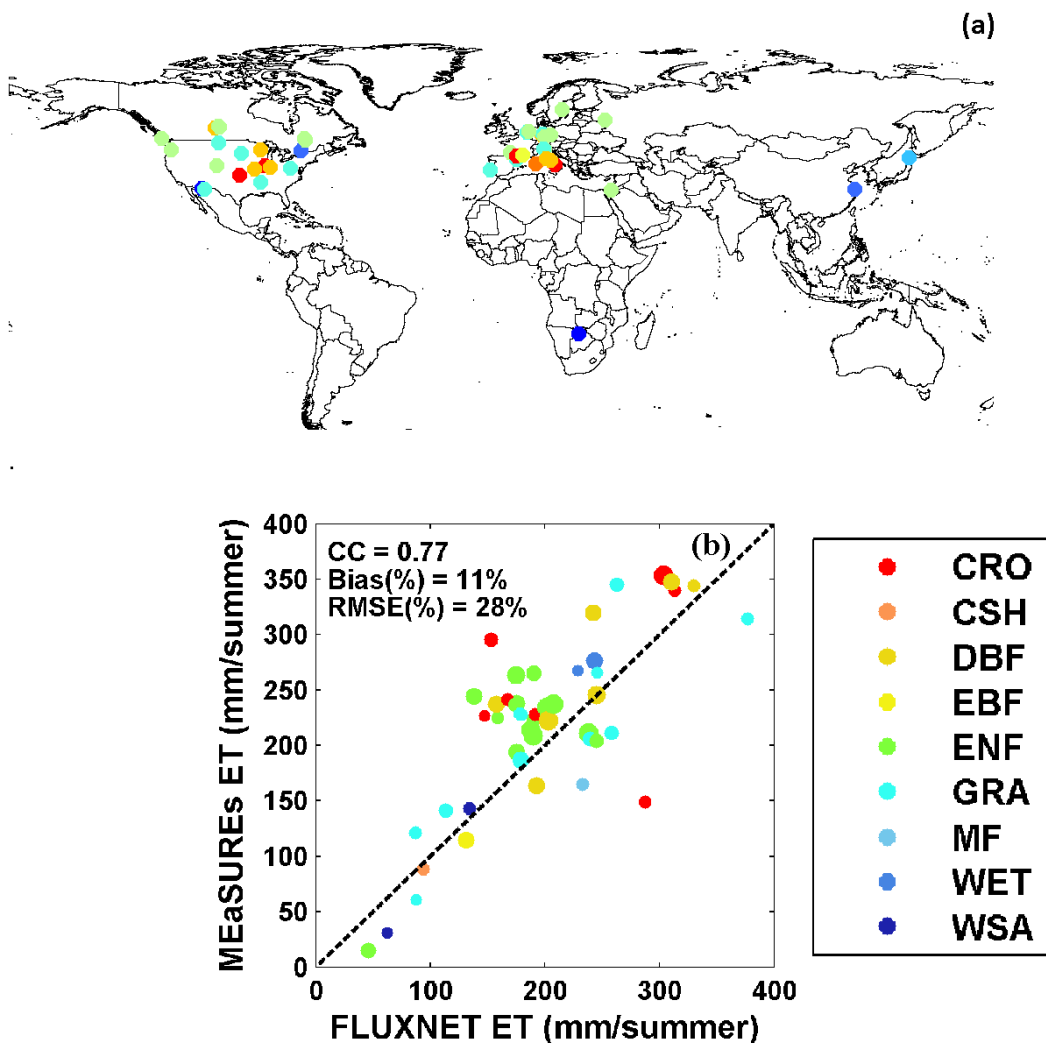 (a)
.
MEaSUREs ET (mm/summer)
400
350
300
250
200
150
100
50
0
CC = 0.77
Bias(%) = 11%
RMSE(%) = 28%
(b)
0 100 200 300 400
FLUXNET ET (mm/summer)
CRO
CSH
DBF
EBF
ENF
GRA
MF
WET
WSA